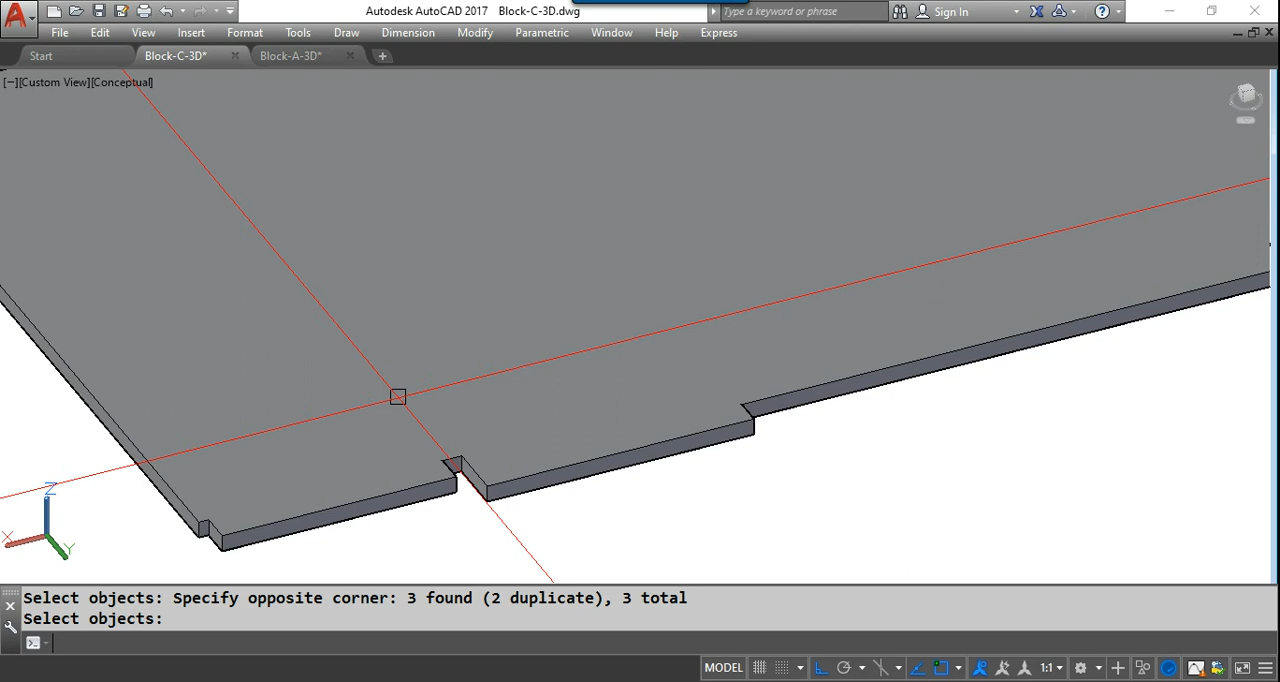 Autodesk AutoCAD 2017 Block-C-3D.dwg
Type a keyword or phrase
Sign In
File Edit View Insert Format Tools Draw Dimension Modify Parametric Window Help Express
Start Block-C-3D* Block-A-3D*
[−][Custom View][Conceptual]
Z
X
Y
Select objects: Specify opposite corner: 3 found (2 duplicate), 3 total
Select objects:
MODEL 1:1